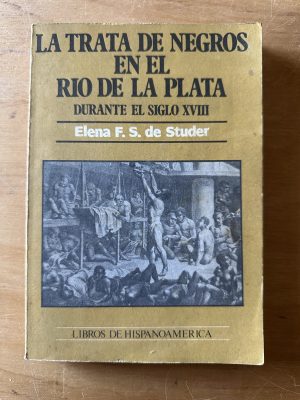 LA TRATA DE NEGROS
EN EL
RIO DE LA PLATA
DURANTE EL SIGLO XVIII
Elena F. S. de Studer
LIBROS DE HISPANOAMERICA